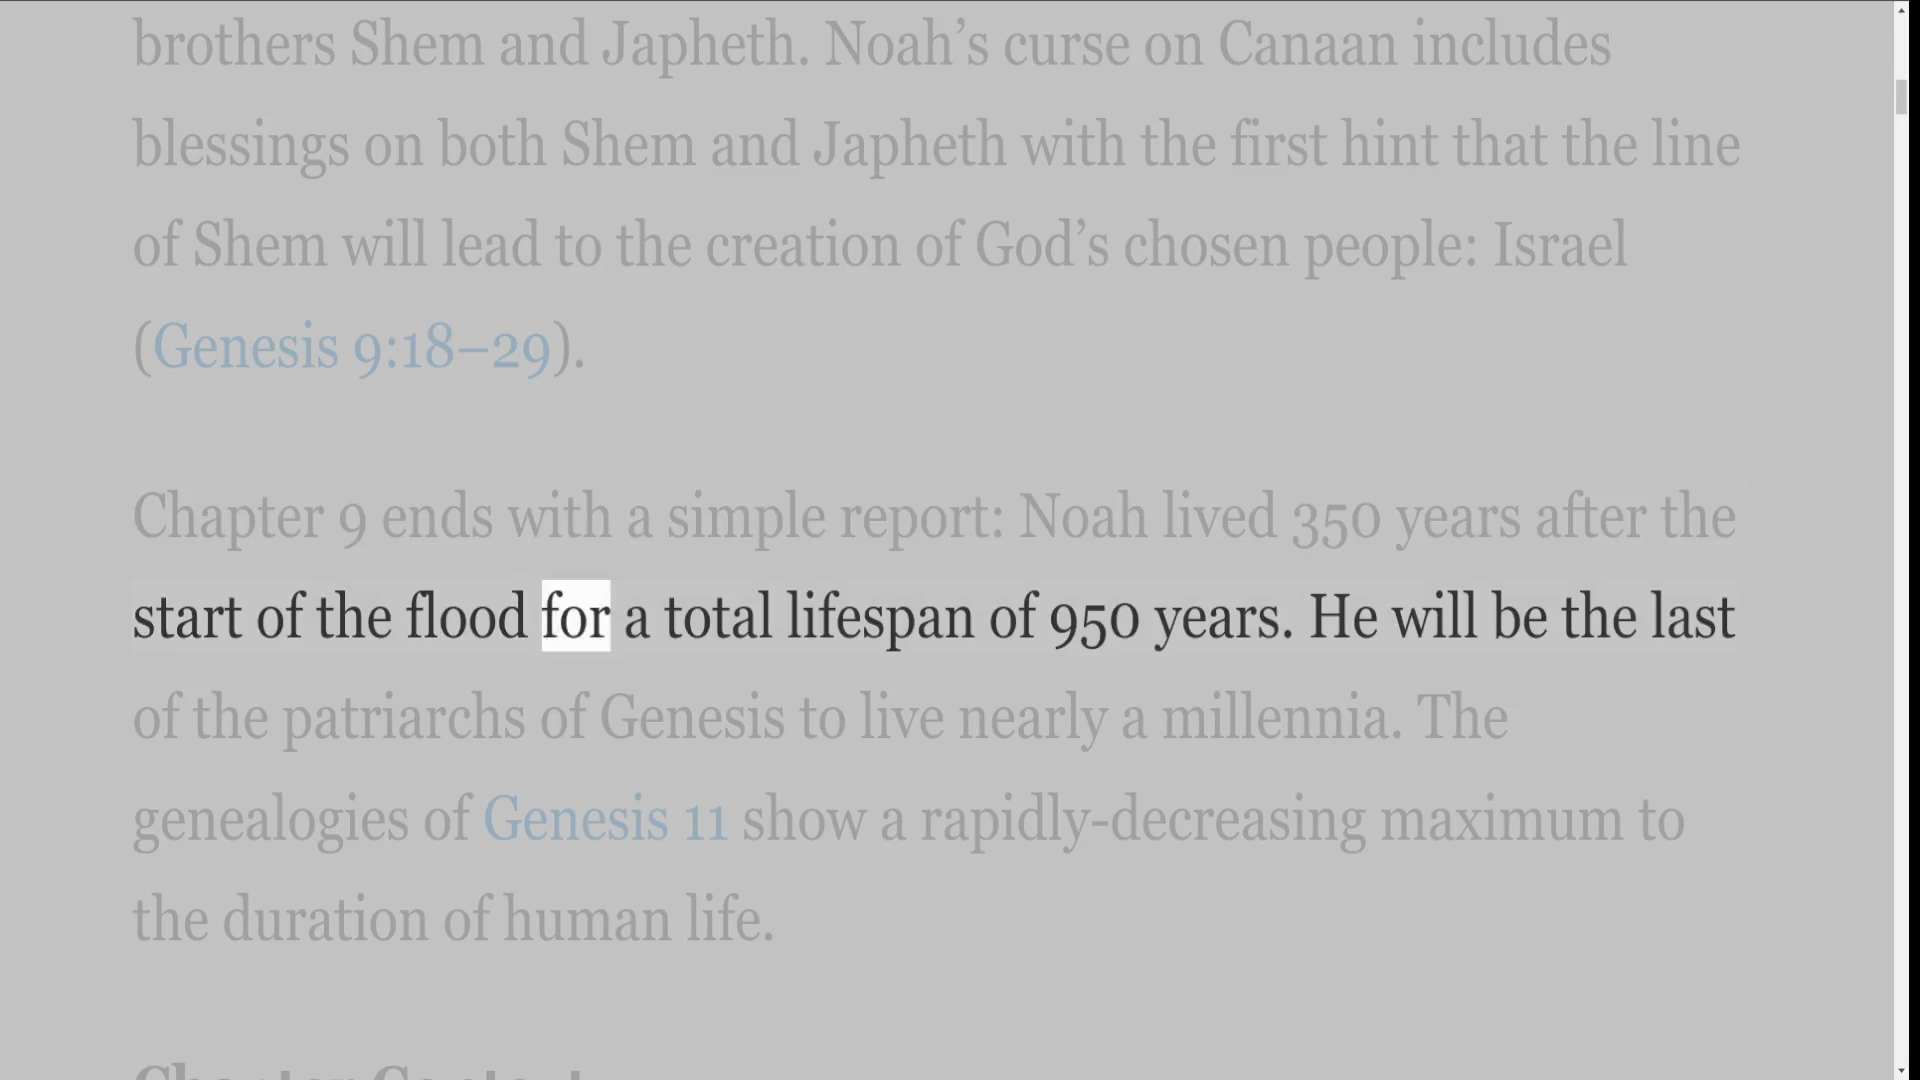 brothers Shem and Japheth. Noah’s curse on Canaan includes
blessings on both Shem and Japheth with the first hint that the line
of Shem will lead to the creation of God’s chosen people: Israel
(Genesis 9:18–29).
Chapter 9 ends with a simple report: Noah lived 350 years after the
start of the flood for a total lifespan of 950 years. He will be the last
of the patriarchs of Genesis to live nearly a millennia. The
genealogies of Genesis 11 show a rapidly-decreasing maximum to
the duration of human life.
Chapter Context